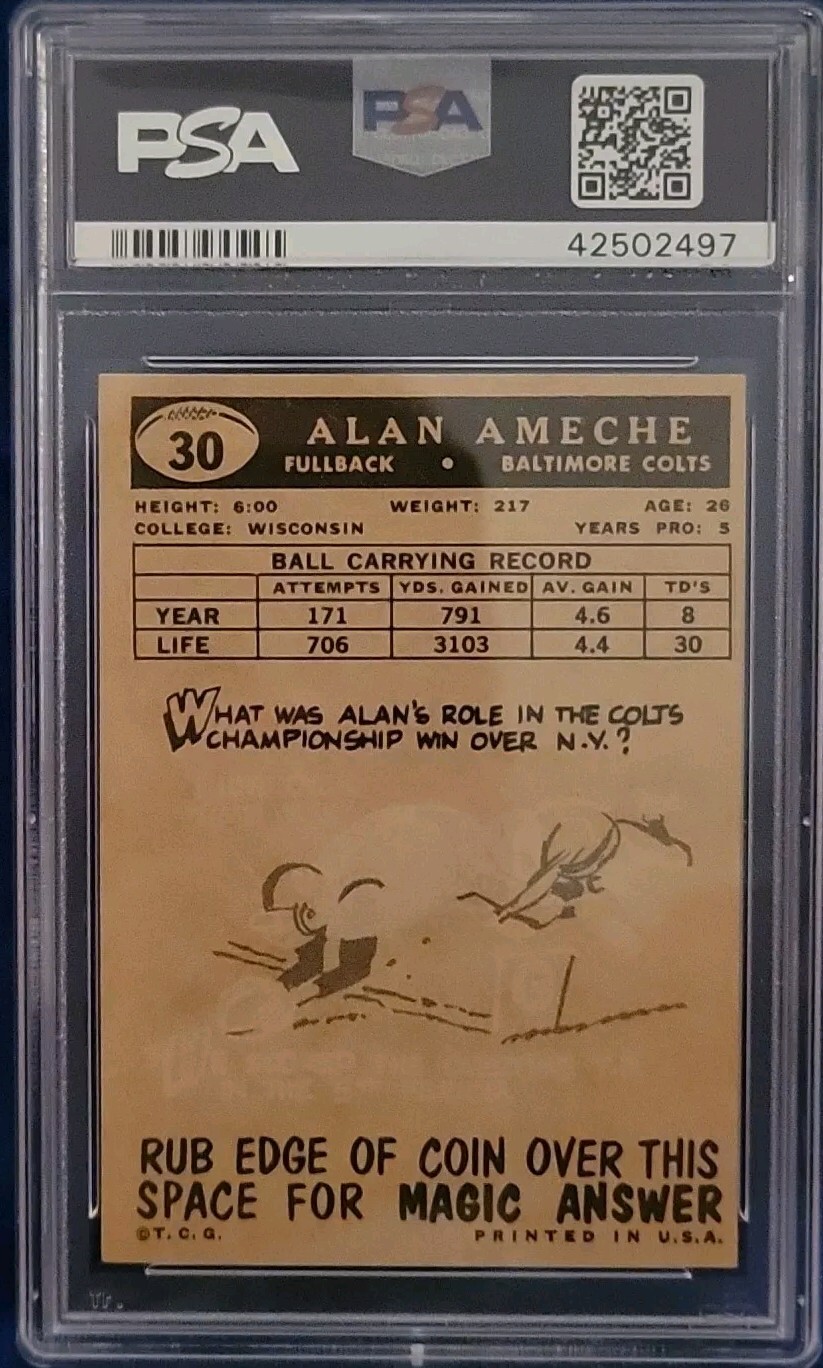 PSA
PSA
42502497
30
ALAN AMECHE
FULLBACK • BALTIMORE COLTS
HEIGHT: 6:00 WEIGHT: 217 AGE: 26
COLLEGE: WISCONSIN YEARS PRO: 5
BALL CARRYING RECORD
ATTEMPTS YDS. GAINED AV. GAIN TD'S
YEAR 171 791 4.6 8
LIFE 706 3103 4.4 30
WHAT WAS ALAN'S ROLE IN THE COLTS
CHAMPIONSHIP WIN OVER N.Y.?
RUB EDGE OF COIN OVER THIS
SPACE FOR MAGIC ANSWER
©T.C.G. PRINTED IN U.S.A.